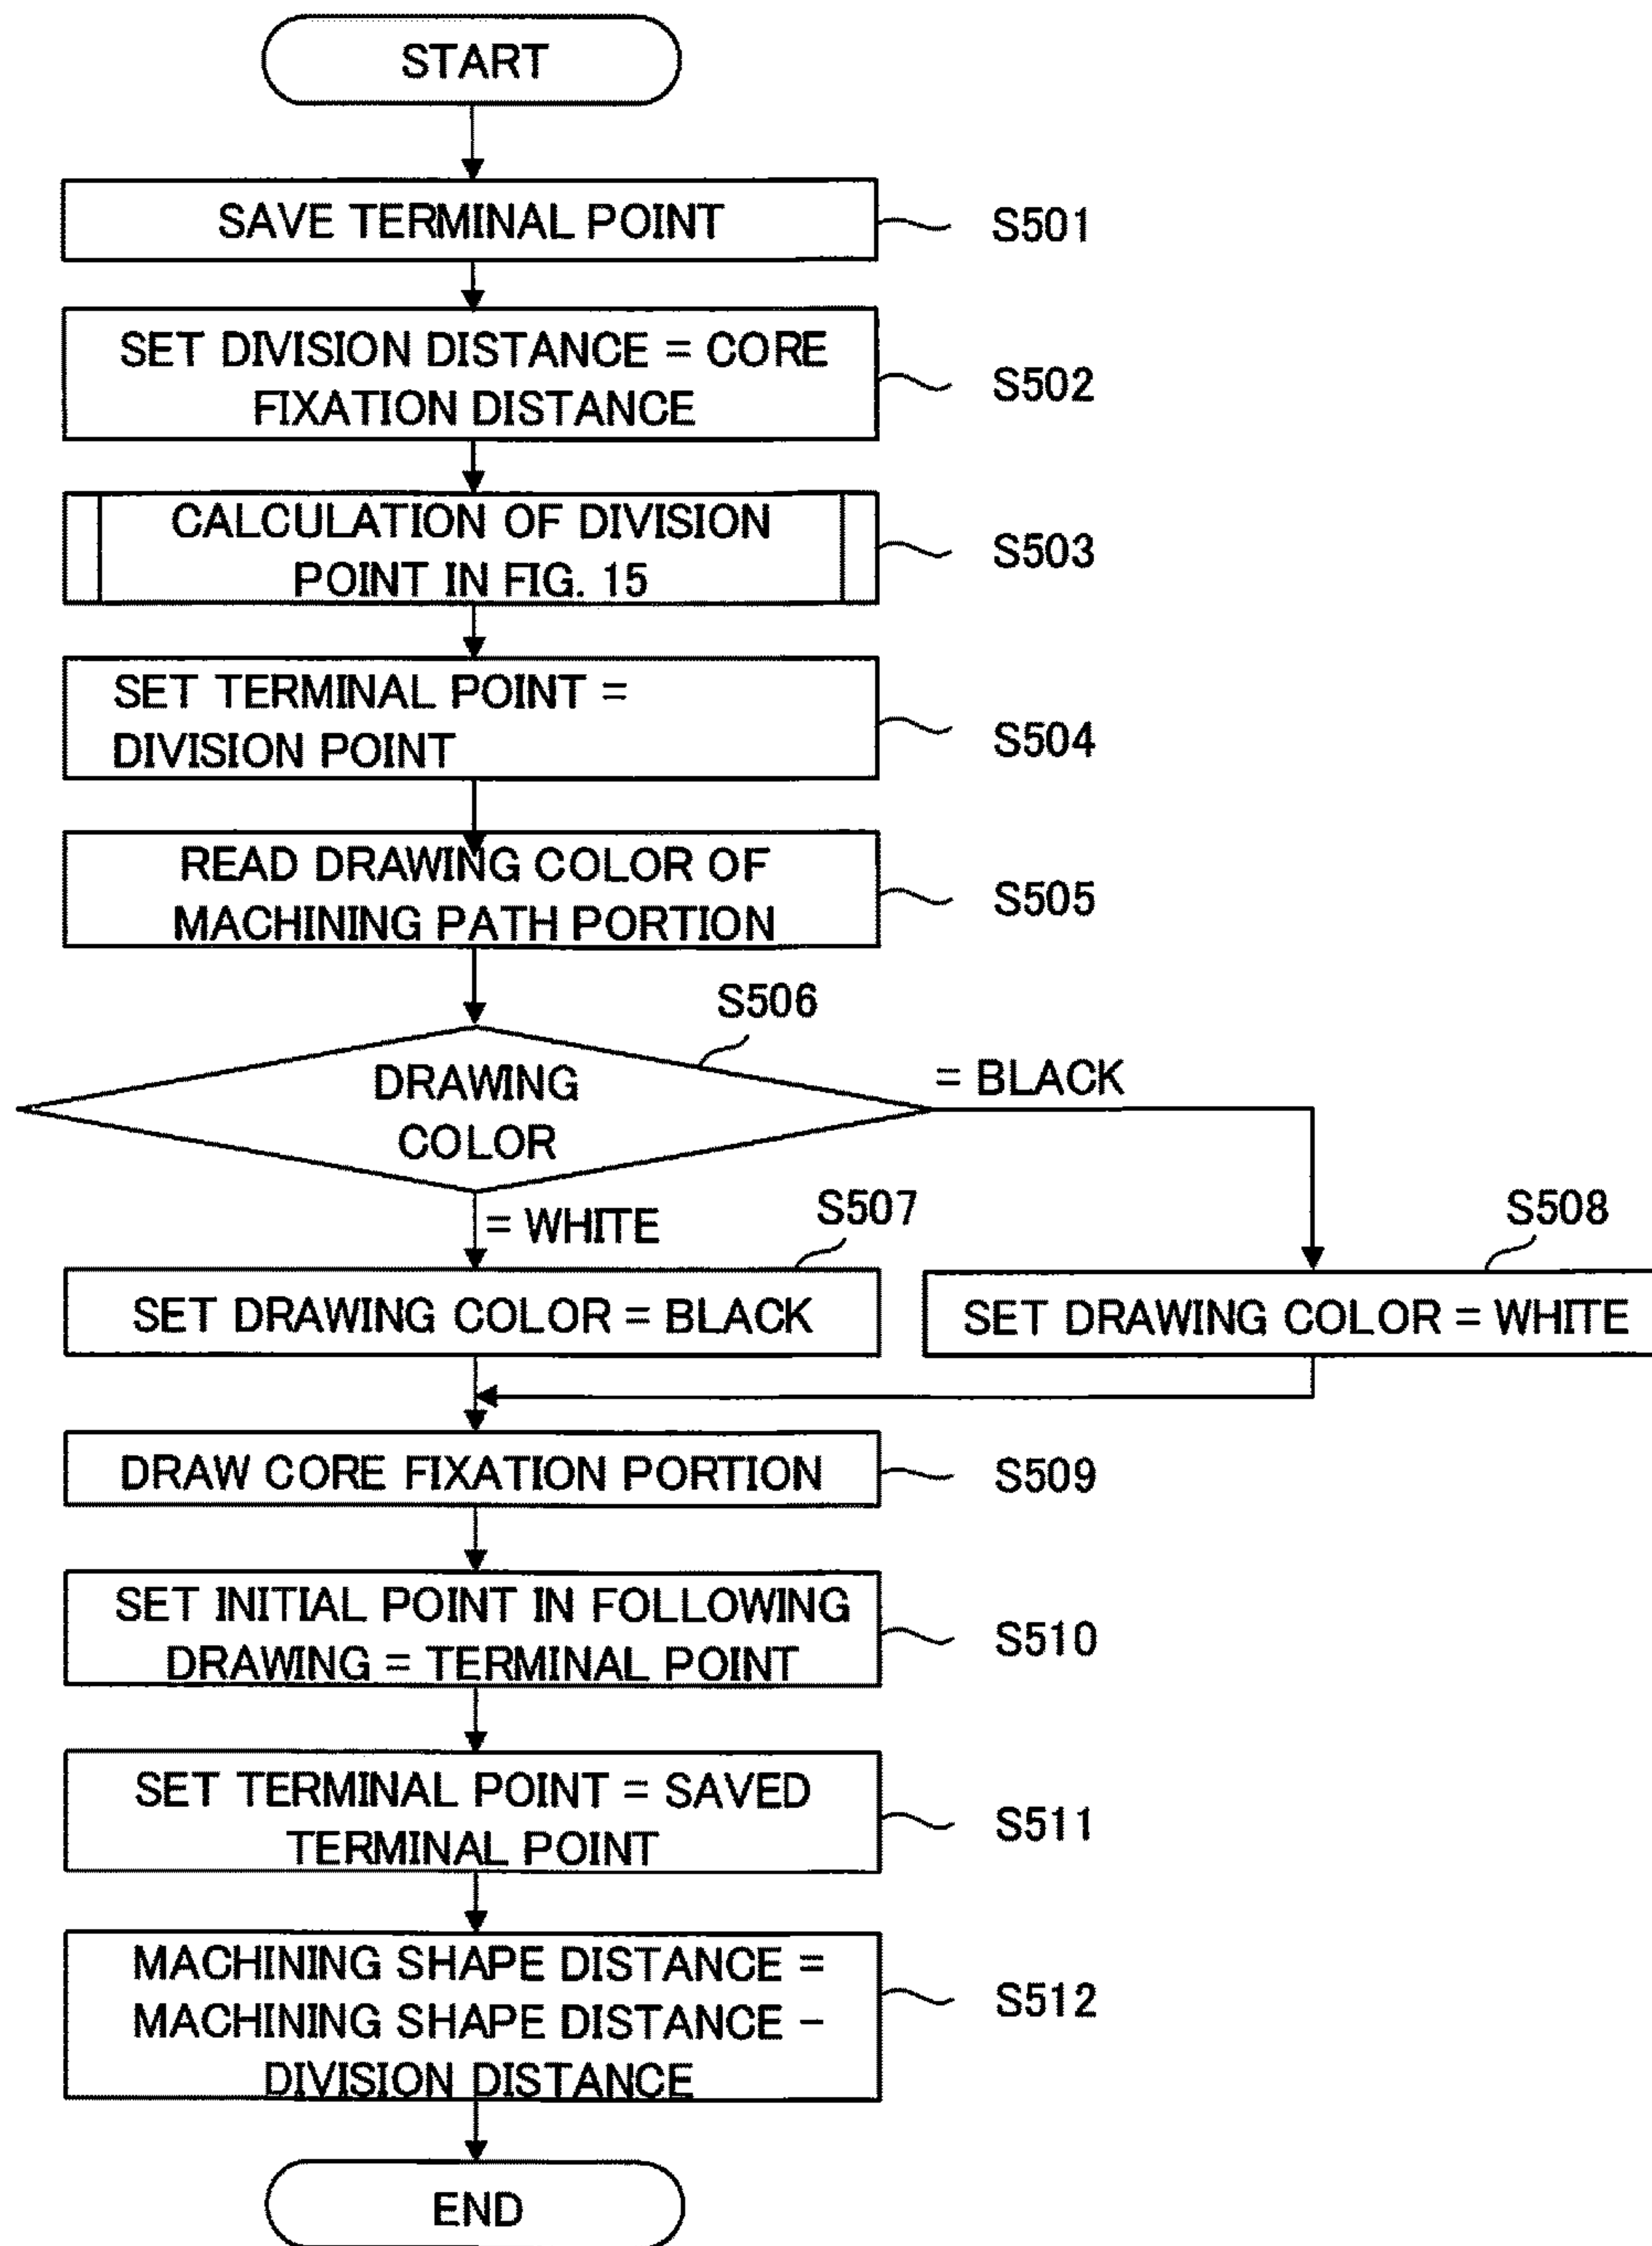 START
SAVE TERMINAL POINT
S501
SET DIVISION DISTANCE = CORE
FIXATION DISTANCE
S502
CALCULATION OF DIVISION
POINT IN FIG. 15
S503
SET TERMINAL POINT =
DIVISION POINT
S504
READ DRAWING COLOR OF
MACHINING PATH PORTION
S505
S506
DRAWING
COLOR
= BLACK
= WHITE
S507
S508
SET DRAWING COLOR = BLACK
SET DRAWING COLOR = WHITE
DRAW CORE FIXATION PORTION
S509
SET INITIAL POINT IN FOLLOWING
DRAWING = TERMINAL POINT
S510
SET TERMINAL POINT = SAVED
TERMINAL POINT
S511
MACHINING SHAPE DISTANCE =
MACHINING SHAPE DISTANCE −
DIVISION DISTANCE
S512
END